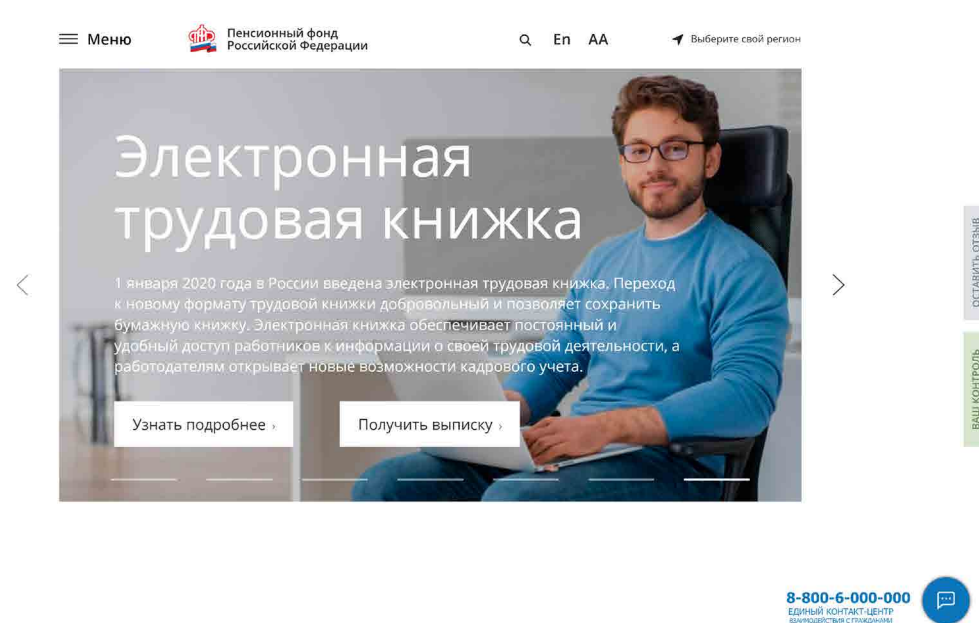 Меню
Пенсионный фонд
Российской Федерации
En
AA
Выберите свой регион
Электронная
трудовая книжка
1 января 2020 года в России введена электронная трудовая книжка. Переход
к новому формату трудовой книжки добровольный и позволяет сохранить
бумажную книжку. Электронная книжка обеспечивает постоянный и
удобный доступ работников к информации о своей трудовой деятельности, а
работодателям открывает новые возможности кадрового учета.
Узнать подробнее ›
Получить выписку ›
ОСТАВИТЬ ОТЗЫВ
ВАШ КОНТРОЛЬ
8-800-6-000-000
ЕДИНЫЙ КОНТАКТ-ЦЕНТР
ВЗАИМОДЕЙСТВИЯ С ГРАЖДАНАМИ